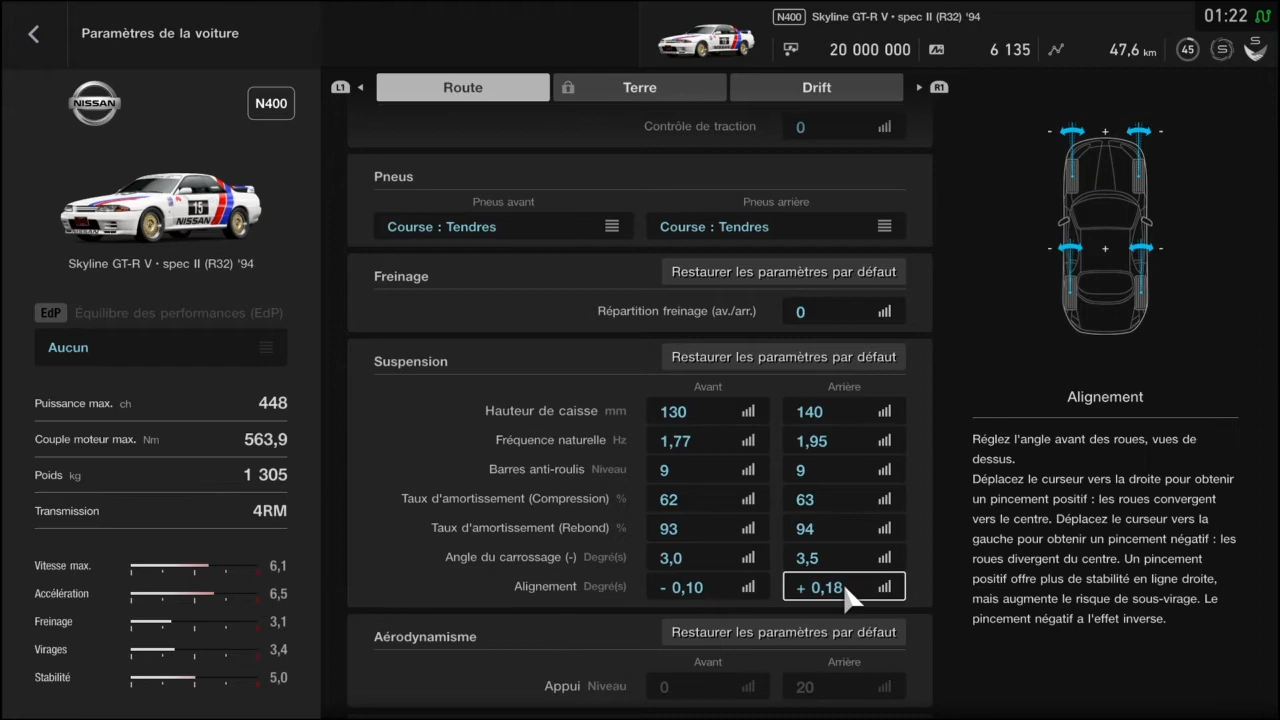 N400 Skyline GT-R V • spec II (R32) '94
01:22
Paramètres de la voiture
20 000 000
6 135
47,6 km
45
S
S
L1
Route
Terre
Drift
R1
NISSAN
N400
15
NISSAN
Skyline GT-R V • spec II (R32) '94
EdP Équilibre des performances (EdP)
Aucun
Puissance max. ch 448
Couple moteur max. Nm 563,9
Poids kg 1 305
Transmission 4RM
Vitesse max. 6,1
Accélération 6,5
Freinage 3,1
Virages 3,4
Stabilité 5,0
Contrôle de traction 0
Pneus
Pneus avant Pneus arrière
Course : Tendres Course : Tendres
Freinage Restaurer les paramètres par défaut
Répartition freinage (av./arr.) 0
Suspension Restaurer les paramètres par défaut
Avant Arrière
Hauteur de caisse mm 130 140
Fréquence naturelle Hz 1,77 1,95
Barres anti-roulis Niveau 9 9
Taux d'amortissement (Compression) % 62 63
Taux d'amortissement (Rebond) % 93 94
Angle du carrossage (-) Degré(s) 3,0 3,5
Alignement Degré(s) - 0,10 + 0,18
Aérodynamisme Restaurer les paramètres par défaut
Avant Arrière
Appui Niveau 0 20
- + -
- + -
Alignement
Réglez l'angle avant des roues, vues de
dessus.
Déplacez le curseur vers la droite pour obtenir
un pincement positif : les roues convergent
vers le centre. Déplacez le curseur vers la
gauche pour obtenir un pincement négatif : les
roues divergent du centre. Un pincement
positif offre plus de stabilité en ligne droite,
mais augmente le risque de sous-virage. Le
pincement négatif a l'effet inverse.